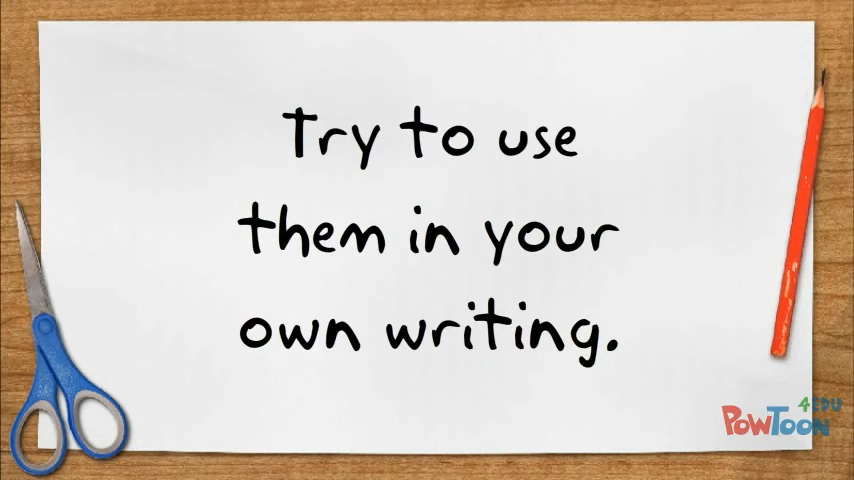 Try to use
them in your
own writing.
4EDU
PowToon